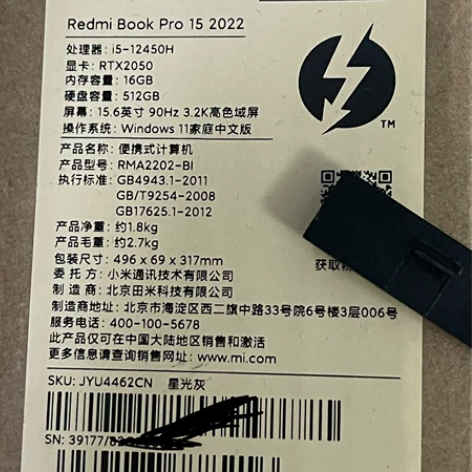 Redmi Book Pro 15 2022
处理器: i5-12450H
显卡: RTX2050
内存容量: 16GB
硬盘容量: 512GB
屏幕: 15.6英寸 90Hz 3.2K高色域屏
操作系统: Windows 11家庭中文版
TM
产品名称: 便携式计算机
产品型号: RMA2202-BI
执行标准: GB4943.1-2011
GB/T9254-2008
GB17625.1-2012
产品净重: 约1.8kg
产品毛重: 约2.7kg
包装尺寸: 496 x 69 x 317mm
获取
委 托 方: 小米通讯技术有限公司
制 造 商: 北京田米科技有限公司
制造商地址: 北京市海淀区西二旗中路33号院6号楼3层006号
服务电话: 400-100-5678
此产品仅可在中国大陆地区销售和激活
更多信息请查询销售网址: www.mi.com
SKU: JYU4462CN 星光灰
SN: 39177/